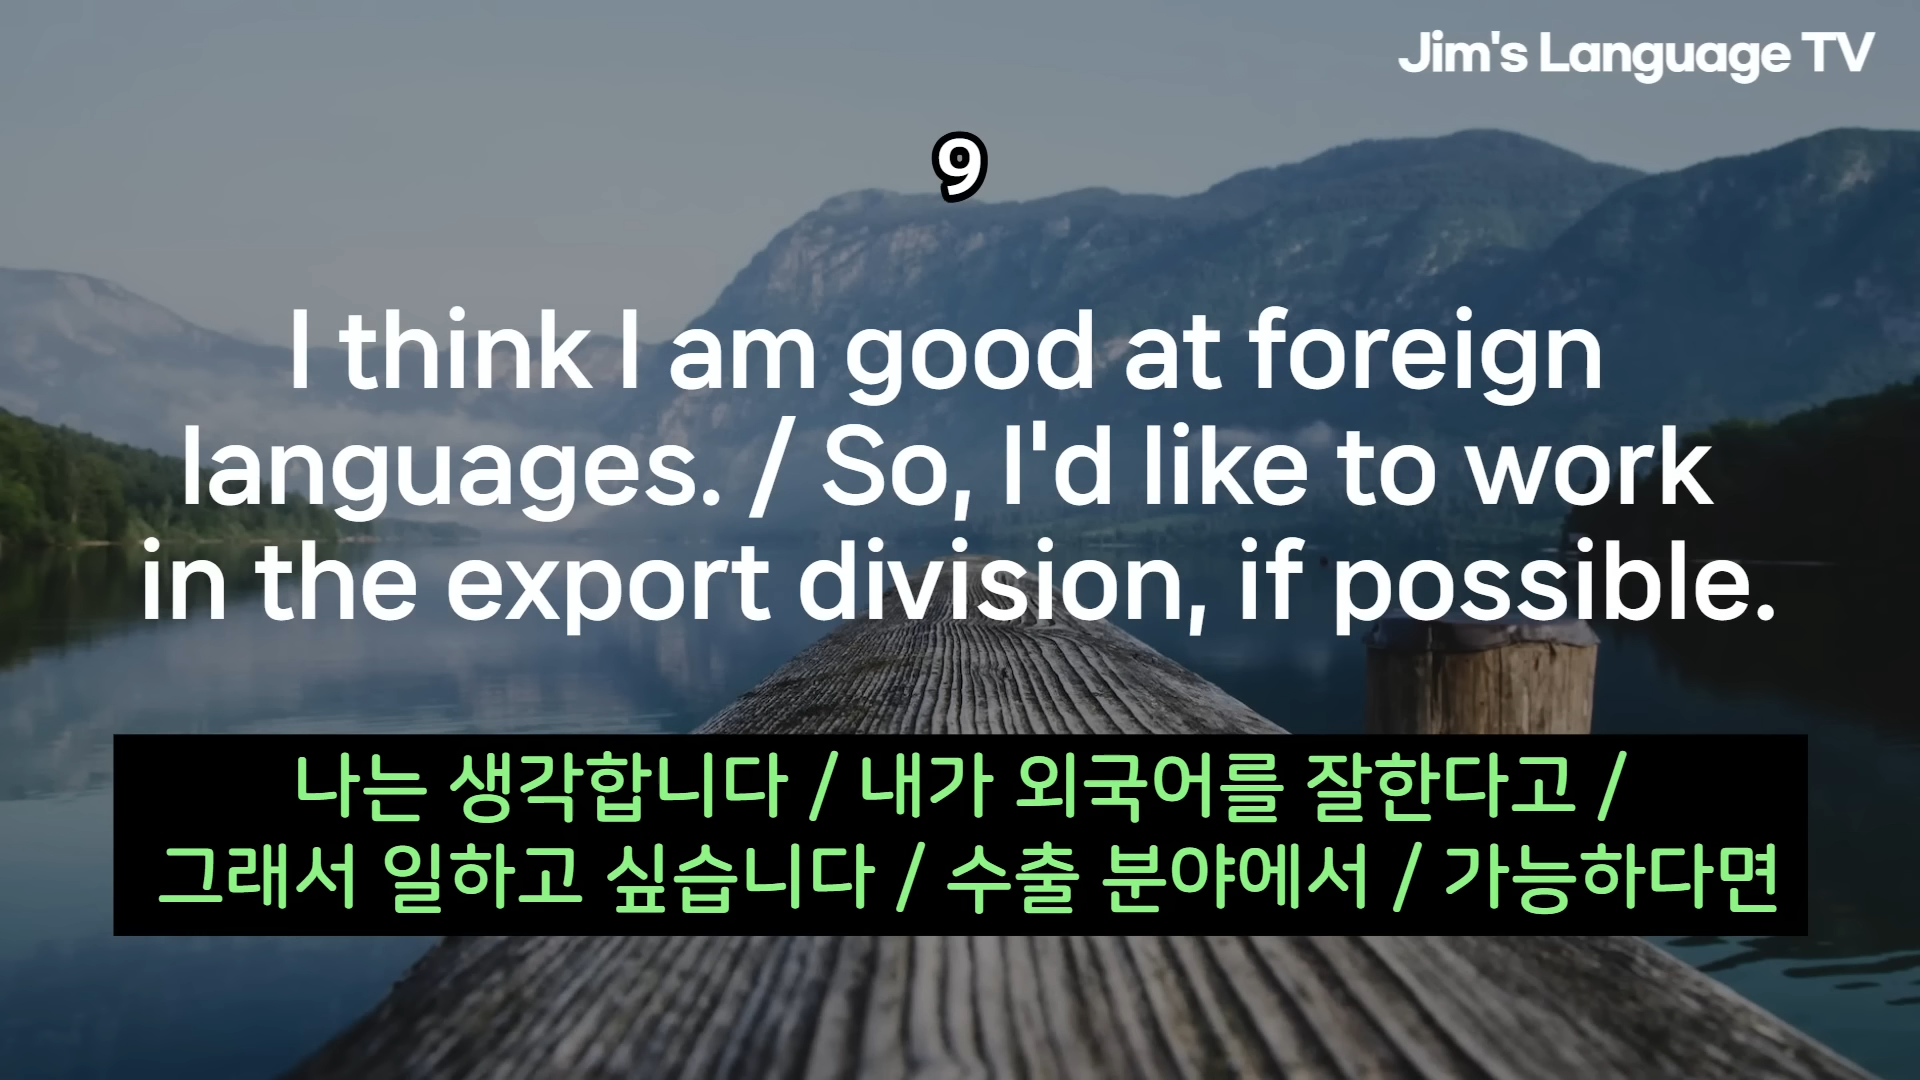 Jim's Language TV
9
I think I am good at foreign
languages. / So, I'd like to work
in the export division, if possible.
나는 생각합니다 / 내가 외국어를 잘한다고 /
그래서 일하고 싶습니다 / 수출 분야에서 / 가능하다면